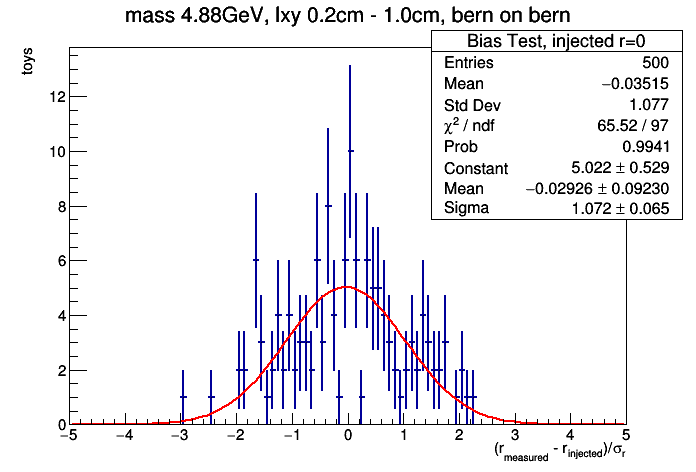 mass 4.88GeV, lxy 0.2cm - 1.0cm, bern on bern
Bias Test, injected r=0
Entries 500
Mean −0.03515
Std Dev 1.077
χ² / ndf 65.52 / 97
Prob 0.9941
Constant 5.022 ± 0.529
Mean −0.02926 ± 0.09230
Sigma 1.072 ± 0.065
toys
12
10
8
6
4
2
0
−5 −4 −3 −2 −1 0 1 2 3 4 5
(r_measured - r_injected)/σ_r